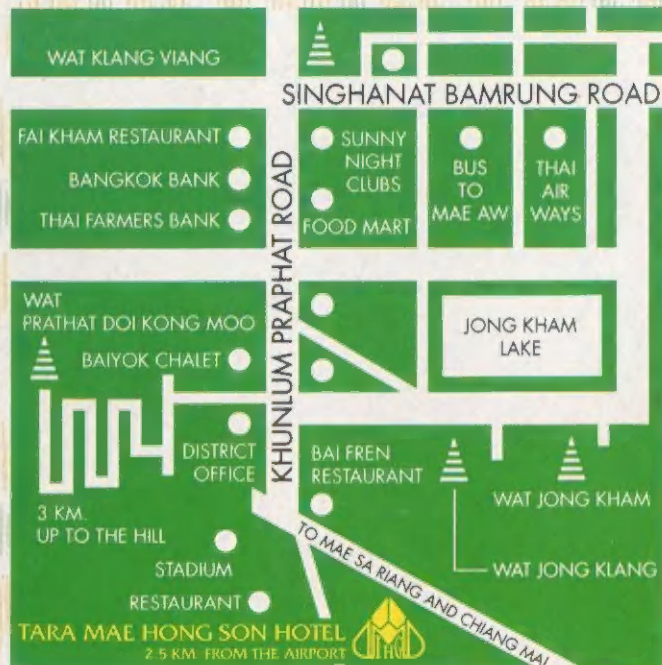 WAT KLANG VIANG
SINGHANAT BAMRUNG ROAD
FAI KHAM RESTAURANT
BANGKOK BANK
THAI FARMERS BANK
KHUNLUM PRAPHAT ROAD
SUNNY
NIGHT
CLUBS
FOOD MART
BUS
TO
MAE AW
THAI
AIR
WAYS
WAT
PRATHAT DOI KONG MOO
BAIYOK CHALET
JONG KHAM
LAKE
DISTRICT
OFFICE
BAI FREN
RESTAURANT
3 KM.
UP TO THE HILL
WAT JONG KHAM
WAT JONG KLANG
STADIUM
RESTAURANT
TO MAE SA RIANG AND CHIANG MAI
TARA MAE HONG SON HOTEL
2.5 KM. FROM THE AIRPORT